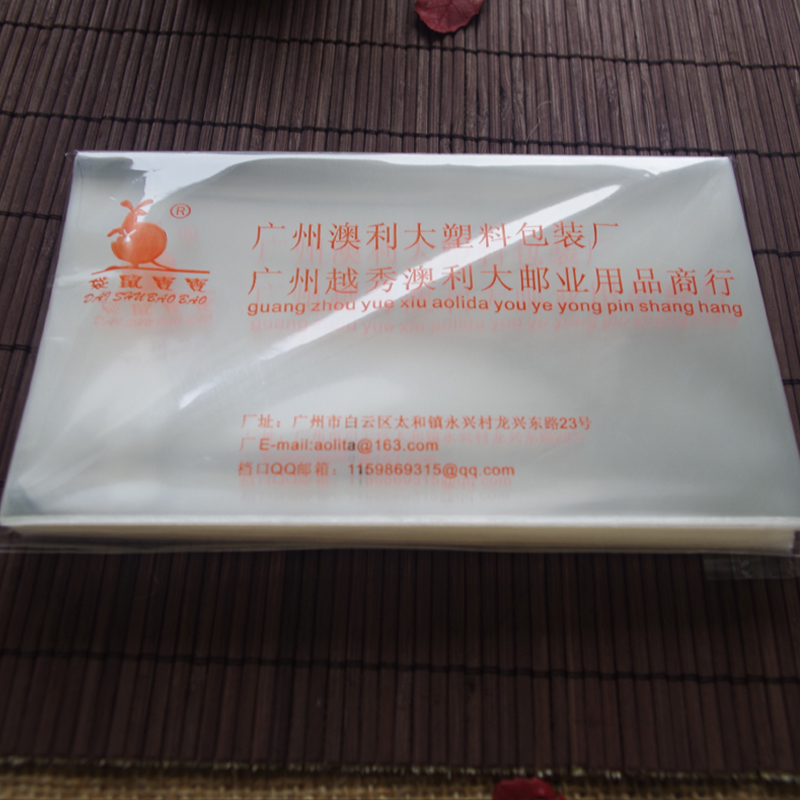 ®
袋鼠寶寶
DAI SHU BAO BAO
广州澳利大塑料包装厂
广州越秀澳利大邮业用品商行
guang zhou yue xiu aolida you ye yong pin shang hang
厂址：广州市白云区太和镇永兴村龙兴东路23号
厂E-mail:aolita@163.com
档口QQ邮箱：1159869315@qq.com